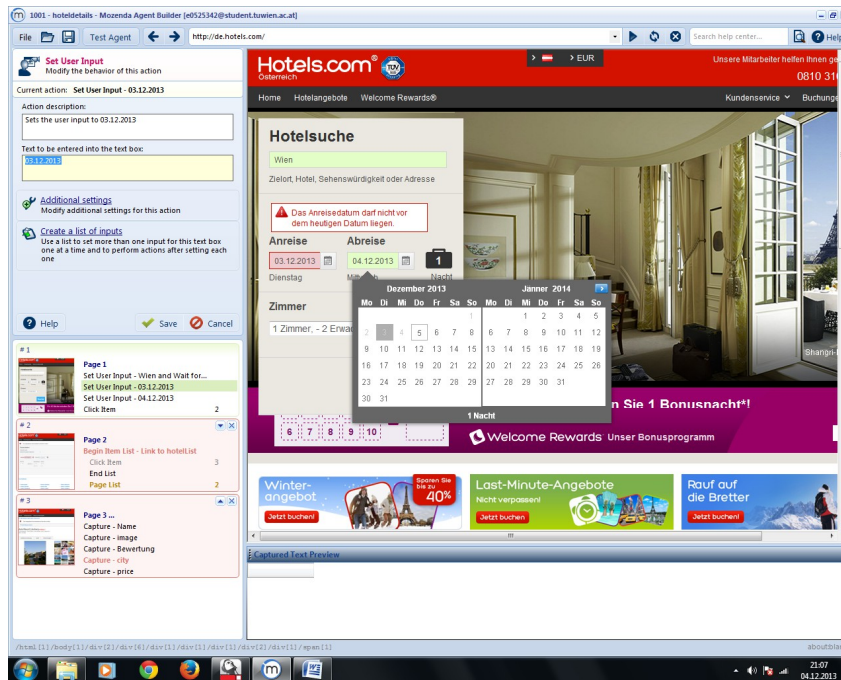 1001 - hoteldetails - Mozenda Agent Builder [e0525342@student.tuwien.ac.at]
File Test Agent http://de.hotels.com/ Search help center... Help
Set User Input
Modify the behavior of this action
Current action: Set User Input - 03.12.2013
Action description:
Sets the user input to 03.12.2013
Text to be entered into the text box:
03.12.2013
Additional settings
Modify additional settings for this action
Create a list of inputs
Use a list to set more than one input for this text box
one at a time and to perform actions after setting each
one
Help Save Cancel
# 1
Page 1
Set User Input - Wien and Wait for...
Set User Input - 03.12.2013
Set User Input - 04.12.2013
Click Item 2
# 2
Page 2
Begin Item List - Link to hotelList
Click Item 3
End List
Page List 2
# 3
Page 3 ...
Capture - Name
Capture - image
Capture - Bewertung
Capture - city
Capture - price
Hotels.com®
Österreich
TÜV
> > EUR
Unsere Mitarbeiter helfen Ihnen ge
0810 31
Home Hotelangebote Welcome Rewards® Kundenservice Buchunge
Hotelsuche
Wien
Zielort, Hotel, Sehenswürdigkeit oder Adresse
Das Anreisedatum darf nicht vor
dem heutigen Datum liegen.
Anreise Abreise
03.12.2013 04.12.2013 1
Dienstag Nacht
Zimmer
1 Zimmer, - 2 Erwa
Dezember 2013 Jänner 2014
Mo Di Mi Do Fr Sa So Mo Di Mi Do Fr Sa So
1 1 2 3 4 5
2 3 4 5 6 7 8 6 7 8 9 10 11 12
9 10 11 12 13 14 15 13 14 15 16 17 18 19
16 17 18 19 20 21 22 20 21 22 23 24 25 26
23 24 25 26 27 28 29 27 28 29 30 31
30 31
1 Nacht
Shangri-
n Sie 1 Bonusnacht*!
6 7 8 9 10
Welcome Rewards Unser Bonusprogramm
Winter-
angebot
Sparen Sie
bis zu
40%
Jetzt buchen!
Last-Minute-Angebote
Nicht verpassen!
Jetzt buchen
Rauf auf
die Bretter
Jetzt buchen!
Captured Text Preview
/html[1]/body[1]/div[2]/div[6]/div[1]/div[1]/div[1]/div[2]/div[1]/span[1]
about:bla
21:07
04.12.2013